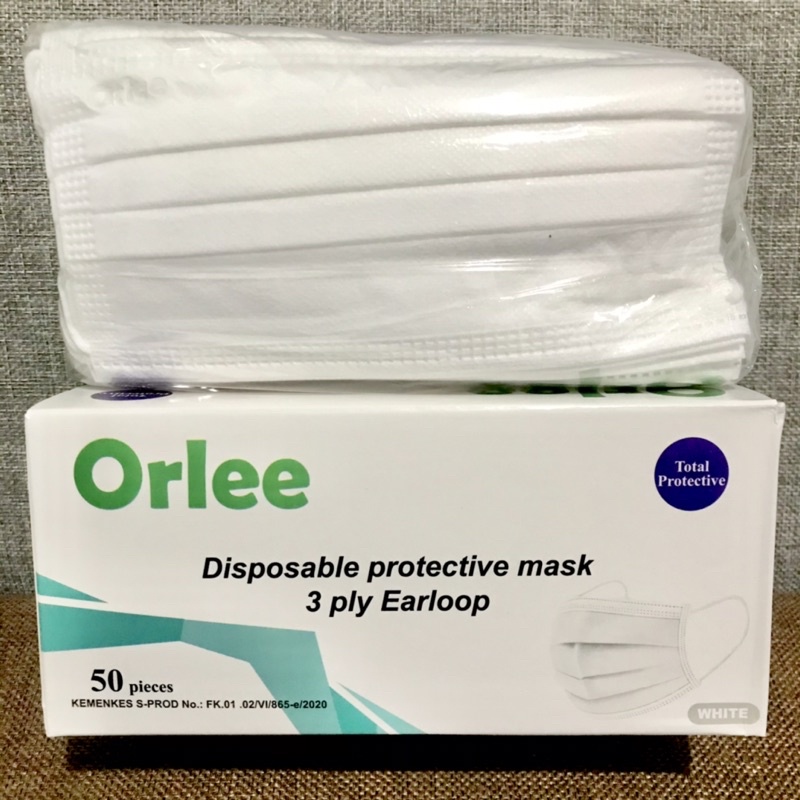 Orlee
Total
Protective
Disposable protective mask
3 ply Earloop
50 pieces
KEMENKES S-PROD No.: FK.01 .02/VI/865-e/2020
WHITE